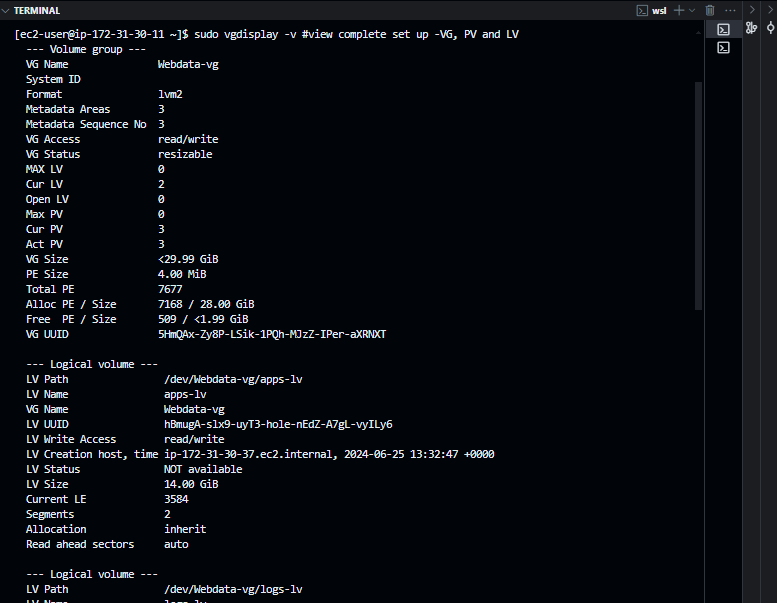 TERMINAL
wsl
[ec2-user@ip-172-31-30-11 ~]$ sudo vgdisplay -v #view complete set up -VG, PV and LV
--- Volume group ---
VG Name Webdata-vg
System ID
Format lvm2
Metadata Areas 3
Metadata Sequence No 3
VG Access read/write
VG Status resizable
MAX LV 0
Cur LV 2
Open LV 0
Max PV 0
Cur PV 3
Act PV 3
VG Size <29.99 GiB
PE Size 4.00 MiB
Total PE 7677
Alloc PE / Size 7168 / 28.00 GiB
Free PE / Size 509 / <1.99 GiB
VG UUID 5HmQAx-Zy8P-LSik-1PQh-MJzZ-IPer-aXRNXT
--- Logical volume ---
LV Path /dev/Webdata-vg/apps-lv
LV Name apps-lv
VG Name Webdata-vg
LV UUID hBmugA-slx9-uyT3-hole-nEdZ-A7gL-vyILy6
LV Write Access read/write
LV Creation host, time ip-172-31-30-37.ec2.internal, 2024-06-25 13:32:47 +0000
LV Status NOT available
LV Size 14.00 GiB
Current LE 3584
Segments 2
Allocation inherit
Read ahead sectors auto
--- Logical volume ---
LV Path /dev/Webdata-vg/logs-lv
LV Name logs-lv